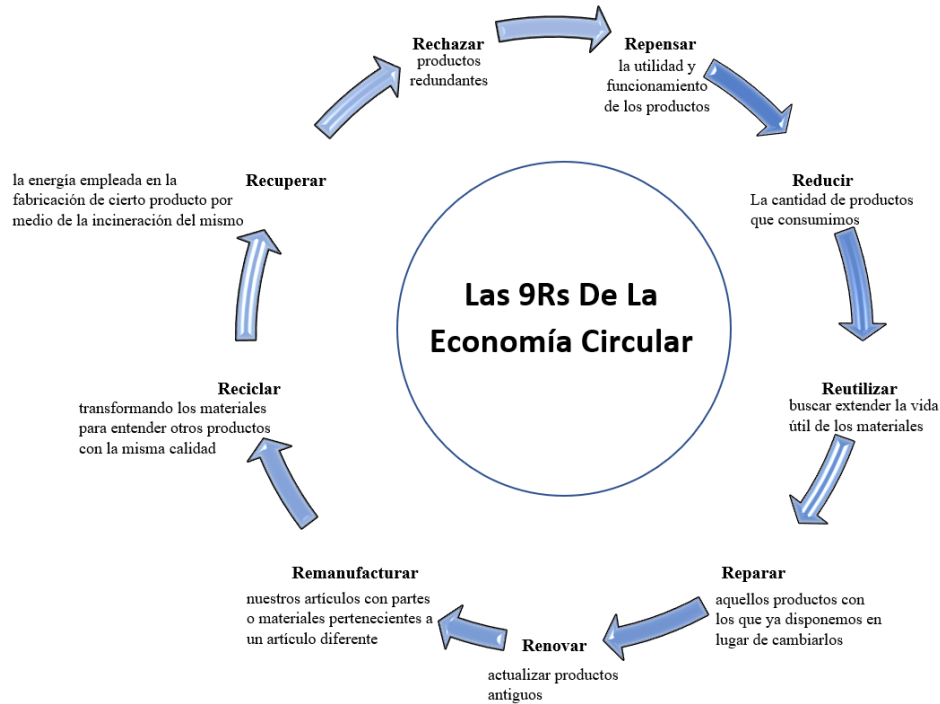 Rechazar
productos
redundantes
Repensar
la utilidad y
funcionamiento
de los productos
Reducir
La cantidad de productos
que consumimos
Reutilizar
buscar extender la vida
útil de los materiales
Reparar
aquellos productos con
los que ya disponemos en
lugar de cambiarlos
Renovar
actualizar productos
antiguos
Remanufacturar
nuestros artículos con partes
o materiales pertenecientes a
un artículo diferente
Reciclar
transformando los materiales
para entender otros productos
con la misma calidad
Recuperar
la energía empleada en la
fabricación de cierto producto por
medio de la incineración del mismo
Las 9Rs De La
Economía Circular